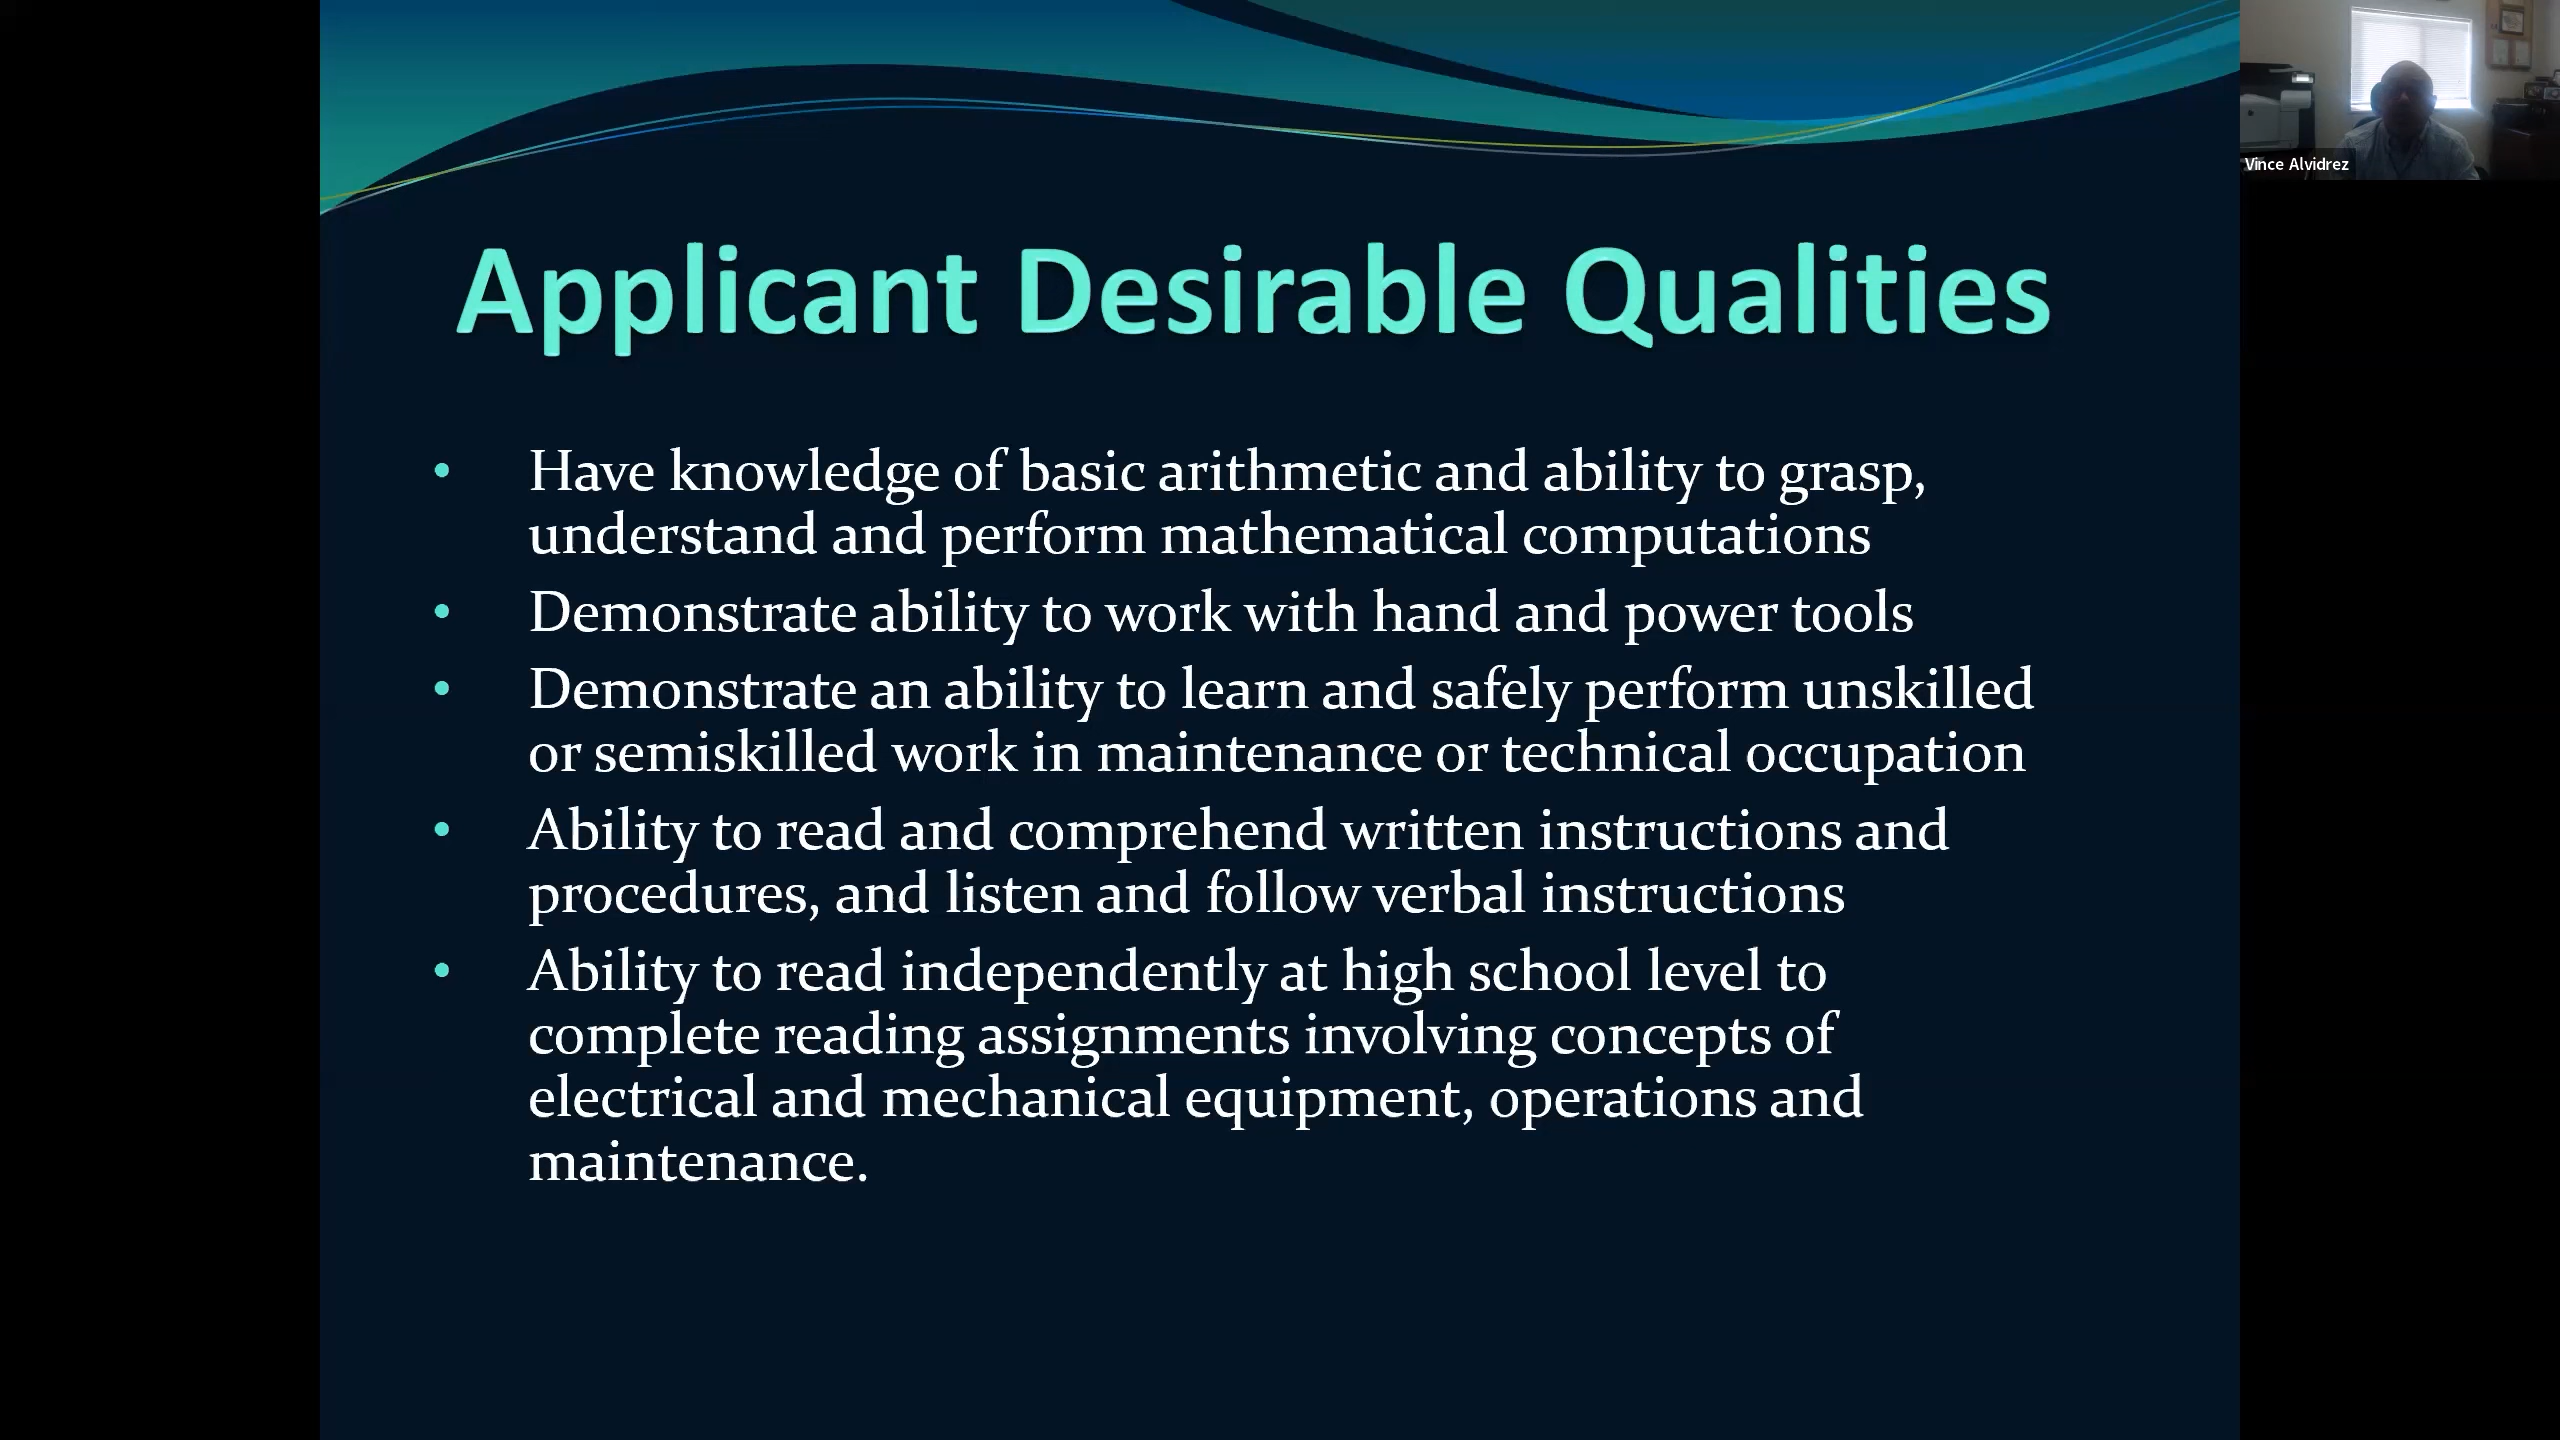 Applicant Desirable Qualities
• Have knowledge of basic arithmetic and ability to grasp,
understand and perform mathematical computations
• Demonstrate ability to work with hand and power tools
• Demonstrate an ability to learn and safely perform unskilled
or semiskilled work in maintenance or technical occupation
• Ability to read and comprehend written instructions and
procedures, and listen and follow verbal instructions
• Ability to read independently at high school level to
complete reading assignments involving concepts of
electrical and mechanical equipment, operations and
maintenance.
Vince Alvidrez